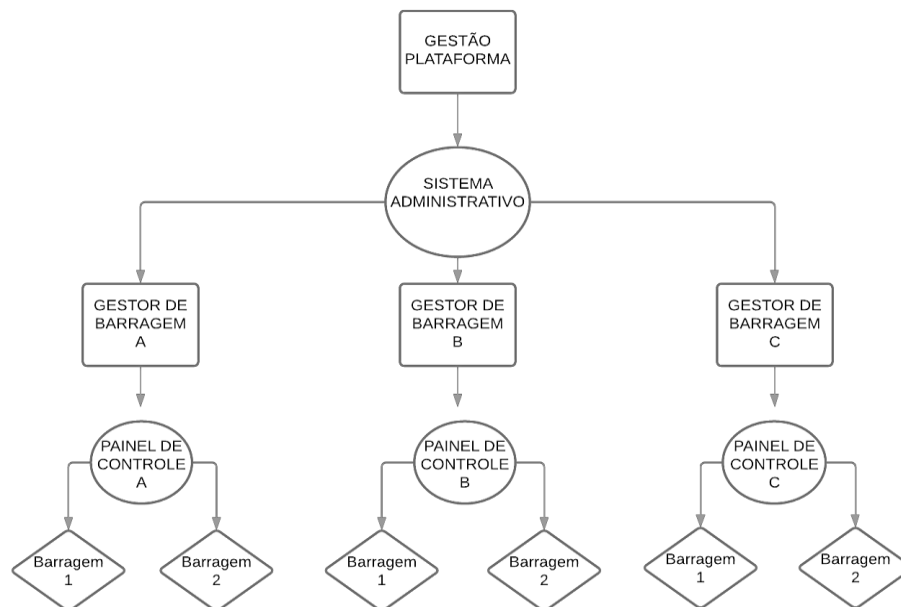 GESTÃO
PLATAFORMA
SISTEMA
ADMINISTRATIVO
GESTOR DE
BARRAGEM
A
GESTOR DE
BARRAGEM
B
GESTOR DE
BARRAGEM
C
PAINEL DE
CONTROLE
A
PAINEL DE
CONTROLE
B
PAINEL DE
CONTROLE
C
Barragem
1
Barragem
2
Barragem
1
Barragem
2
Barragem
1
Barragem
2